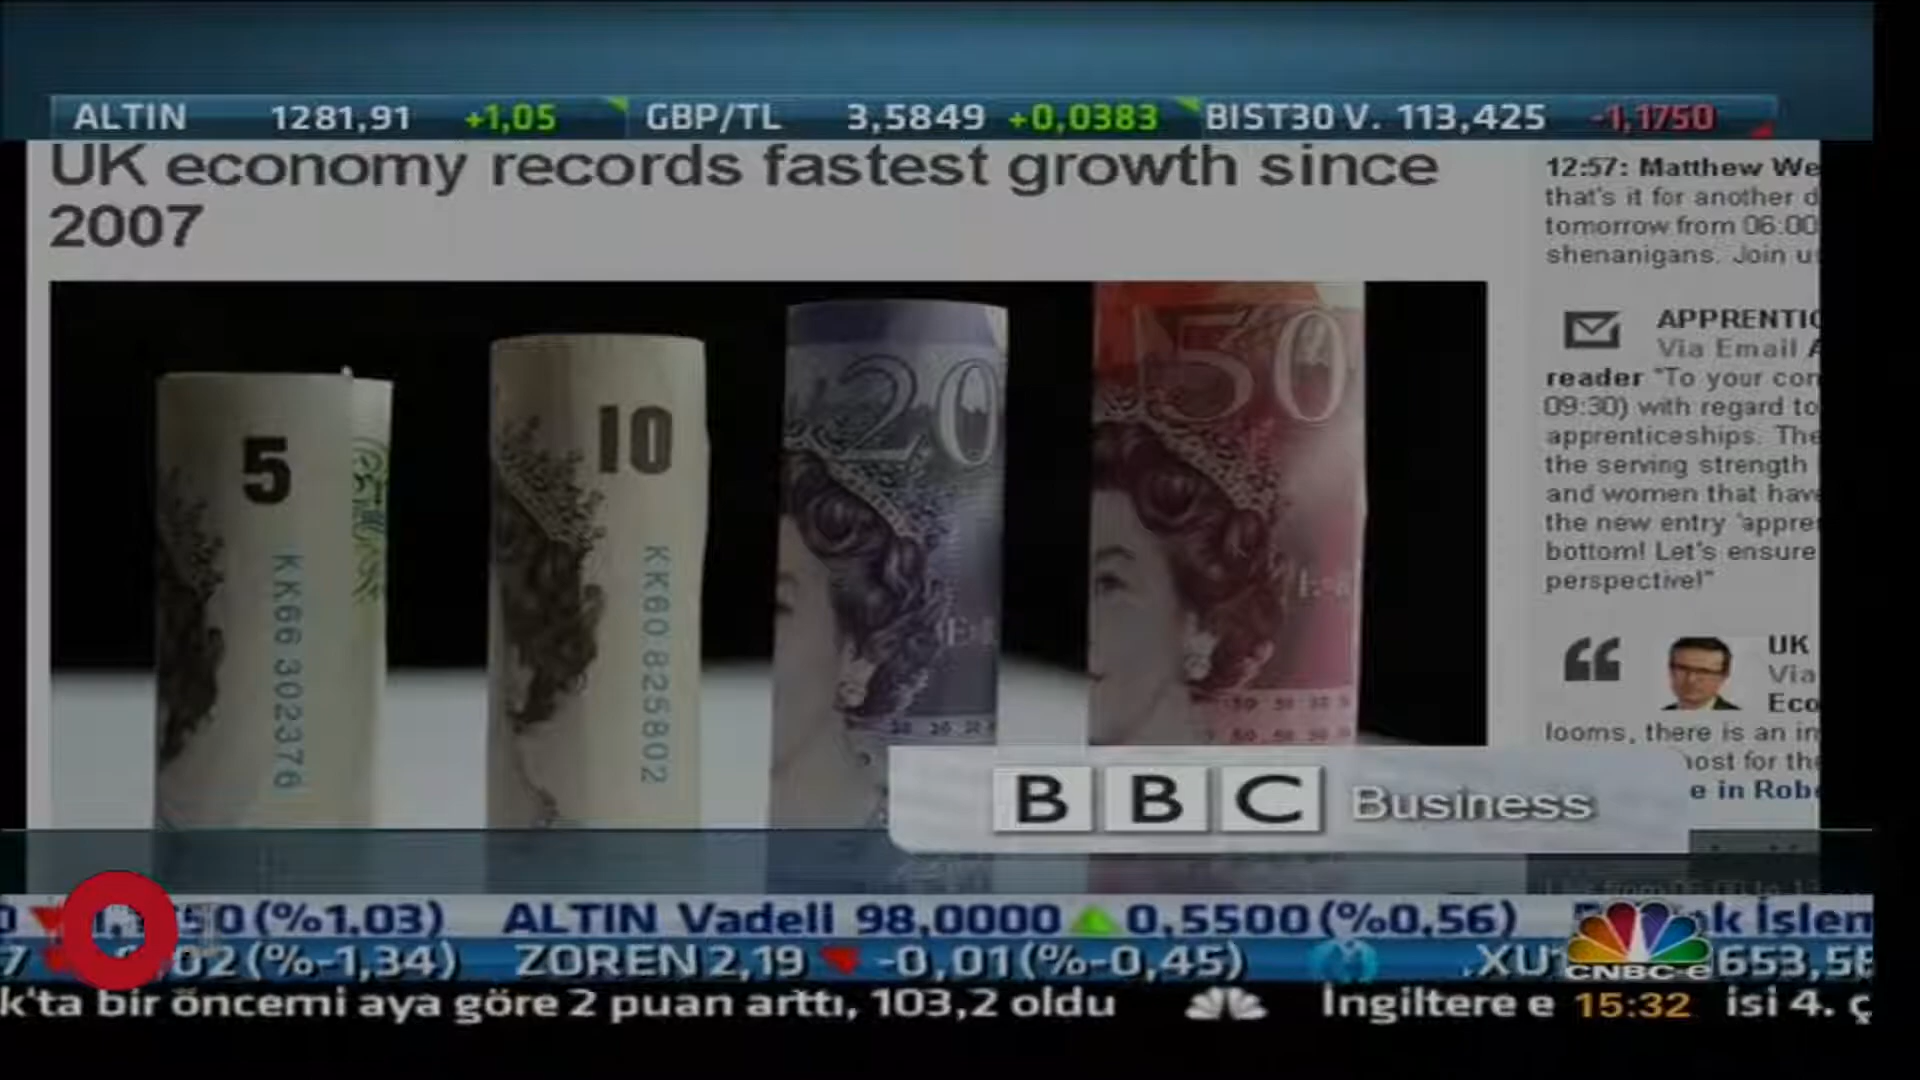 ALTIN 1281,91 +1,05 GBP/TL 3,5849 +0,0383 BIST30 V. 113,425 -1,1750
UK economy records fastest growth since
2007
12:57: Matthew We
that's it for another d
tomorrow from 06:00
shenanigans. Join u
APPRENTIC
Via Email A
reader "To your con
09:30) with regard to
apprenticeships. The
the serving strength
and women that have
the new entry 'appre
bottom! Let's ensure
perspective!"
UK
Via
Eco
looms, there is an in
ost for the
e in Rob
5
KK66 302376
10
KK60 825802
20
50
BBC Business
(%1.03) ALTIN Vadeli 98,0000 0,5500(%0,56)
(%-1,34) ZOREN 2,19 -0,01(%-0,45)
CNBC-e
k'ta bir öncemi aya göre 2 puan arttı, 103,2 oldu İngiltere e 15:32 isi 4. ç